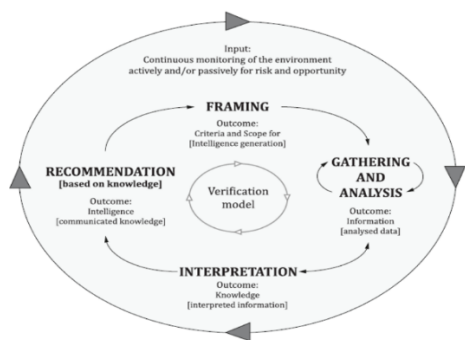 Input:
Continuous monitoring of the environment
actively and/or passively for risk and opportunity
FRAMING
Outcome:
Criteria and Scope for
[Intelligence generation]
GATHERING
AND
ANALYSIS
Outcome:
Information
[analysed data]
INTERPRETATION
Outcome:
Knowledge
[interpreted information]
RECOMMENDATION
[based on knowledge]
Outcome:
Intelligence
[communicated knowledge]
Verification
model